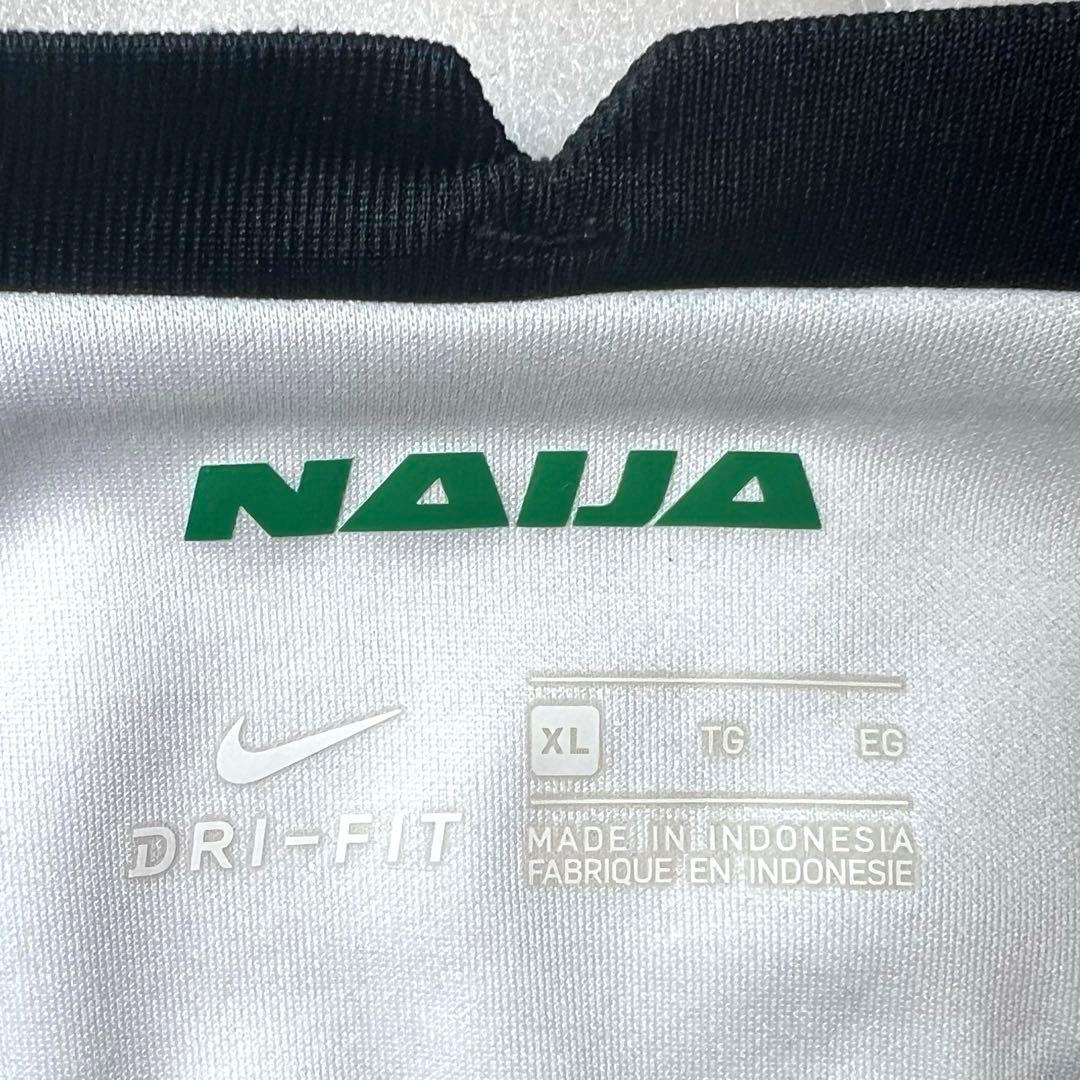 NAIJA
XL TG EG
DRI-FIT
MADE IN INDONESIA
FABRIQUE EN INDONESIE